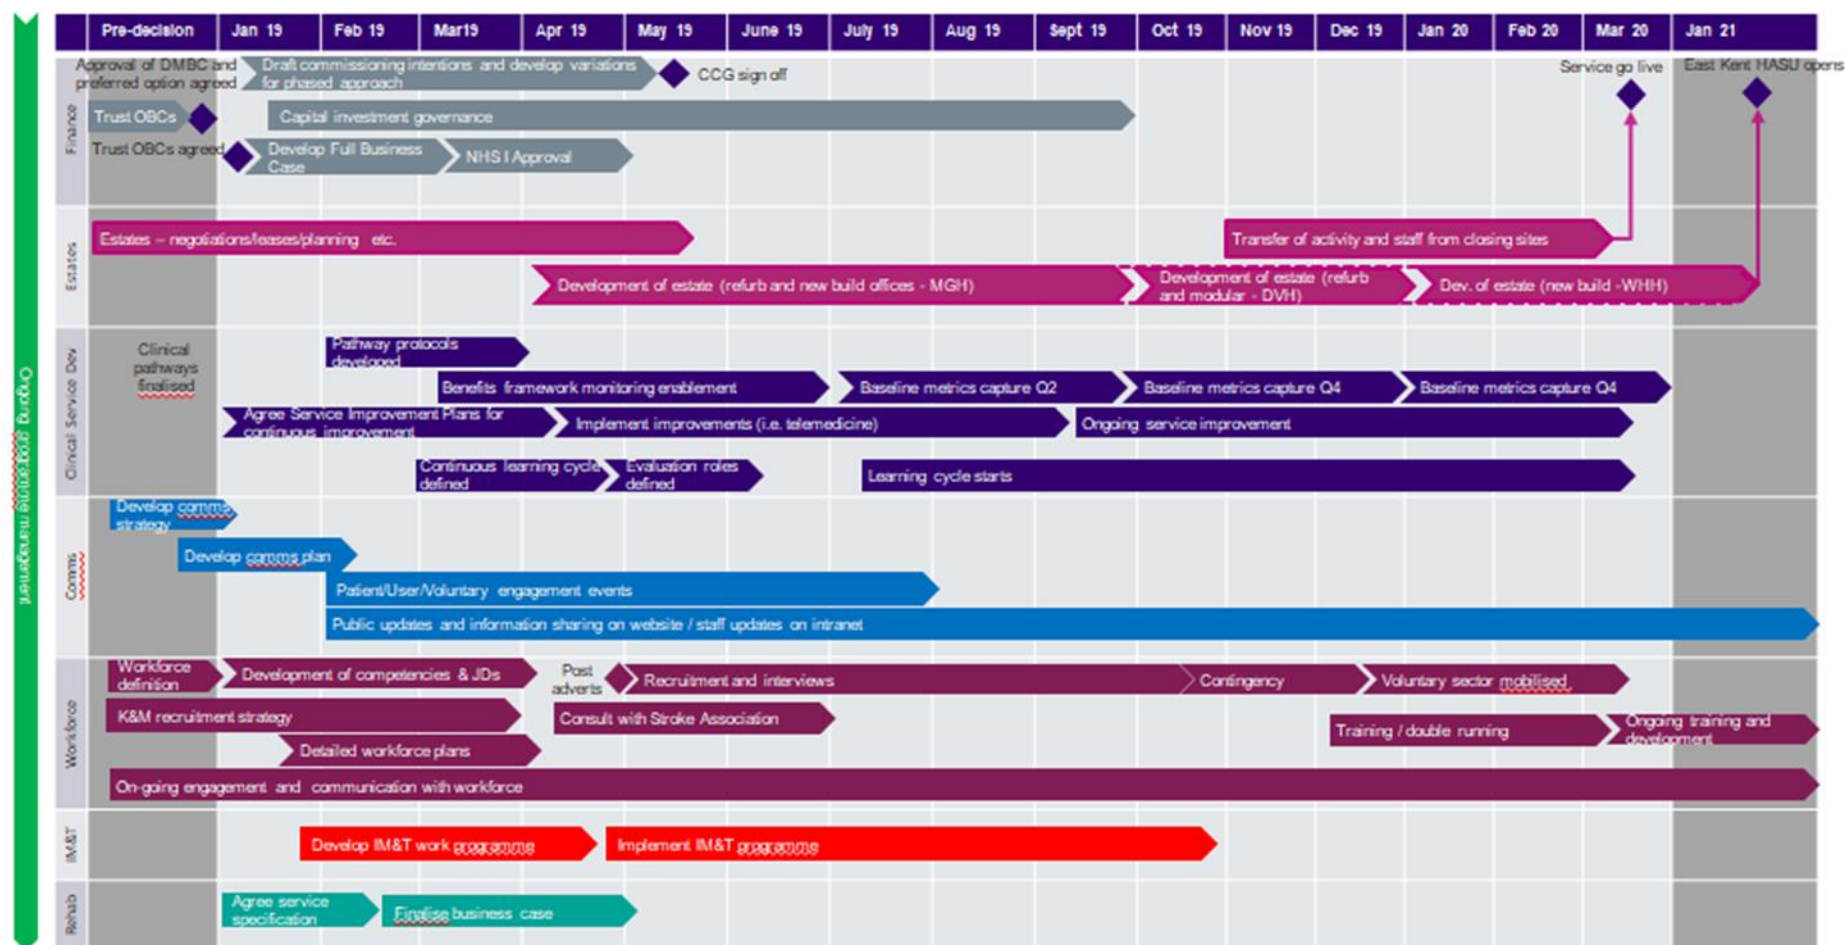 Pre-decision
Jan 19
Feb 19
Mar19
Apr 19
May 19
June 19
July 19
Aug 19
Sept 19
Oct 19
Nov 19
Dec 19
Jan 20
Feb 20
Mar 20
Jan 21
Ongoing programme management
Finance
Approval of DMBC and
preferred option agreed
Draft commissioning intentions and develop variations
for phased approach
CCG sign off
Service go live
East Kent HASU opens
Trust OBCs
Capital investment governance
Trust OBCs agreed
Develop Full Business
Case
NHS I Approval
Estates
Estates – negotiations/leases/planning etc.
Transfer of activity and staff from closing sites
Development of estate (refurb and new build offices - MGH)
Development of estate (refurb
and modular - DVH)
Dev. of estate (new build -WHH)
Clinical Service Dev
Clinical
pathways
finalised
Pathway protocols
developed
Benefits framework monitoring enablement
Baseline metrics capture Q2
Baseline metrics capture Q4
Baseline metrics capture Q4
Agree Service Improvement Plans for
continuous improvement
Implement improvements (i.e. telemedicine)
Ongoing service improvement
Continuous learning cycle
defined
Evaluation roles
defined
Learning cycle starts
Comms
Develop comms
strategy
Develop comms plan
Patient/User/Voluntary engagement events
Public updates and information sharing on website / staff updates on intranet
Workforce
Workforce
definition
Development of competencies & JDs
Post
adverts
Recruitment and interviews
Contingency
Voluntary sector mobilised
K&M recruitment strategy
Consult with Stroke Association
Training / double running
Ongoing training and
development
Detailed workforce plans
On-going engagement and communication with workforce
IM&T
Develop IM&T work programme
Implement IM&T programme
Rehab
Agree service
specification
Finalise business case